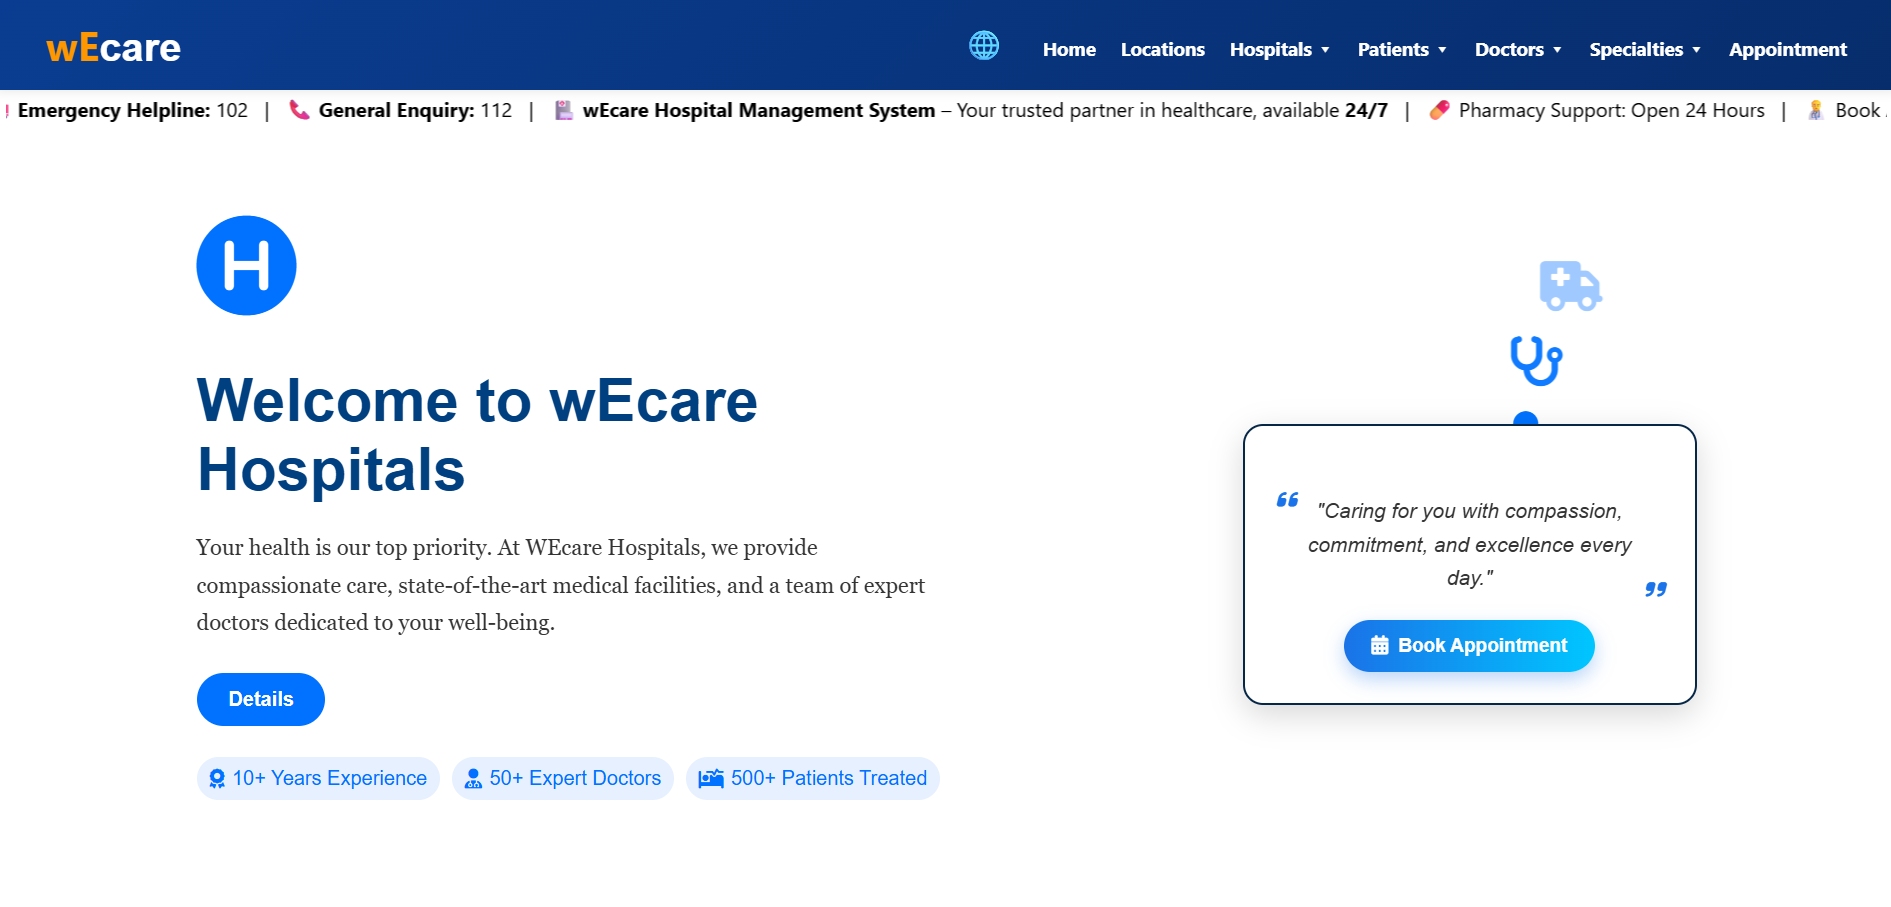 wEcare
Home Locations Hospitals Patients Doctors Specialties Appointment
Emergency Helpline: 102 | General Enquiry: 112 | wEcare Hospital Management System – Your trusted partner in healthcare, available 24/7 | Pharmacy Support: Open 24 Hours | Book
H
Welcome to wEcare
Hospitals
Your health is our top priority. At WEcare Hospitals, we provide
compassionate care, state-of-the-art medical facilities, and a team of expert
doctors dedicated to your well-being.
Details
10+ Years Experience 50+ Expert Doctors 500+ Patients Treated
"Caring for you with compassion,
commitment, and excellence every
day."
Book Appointment